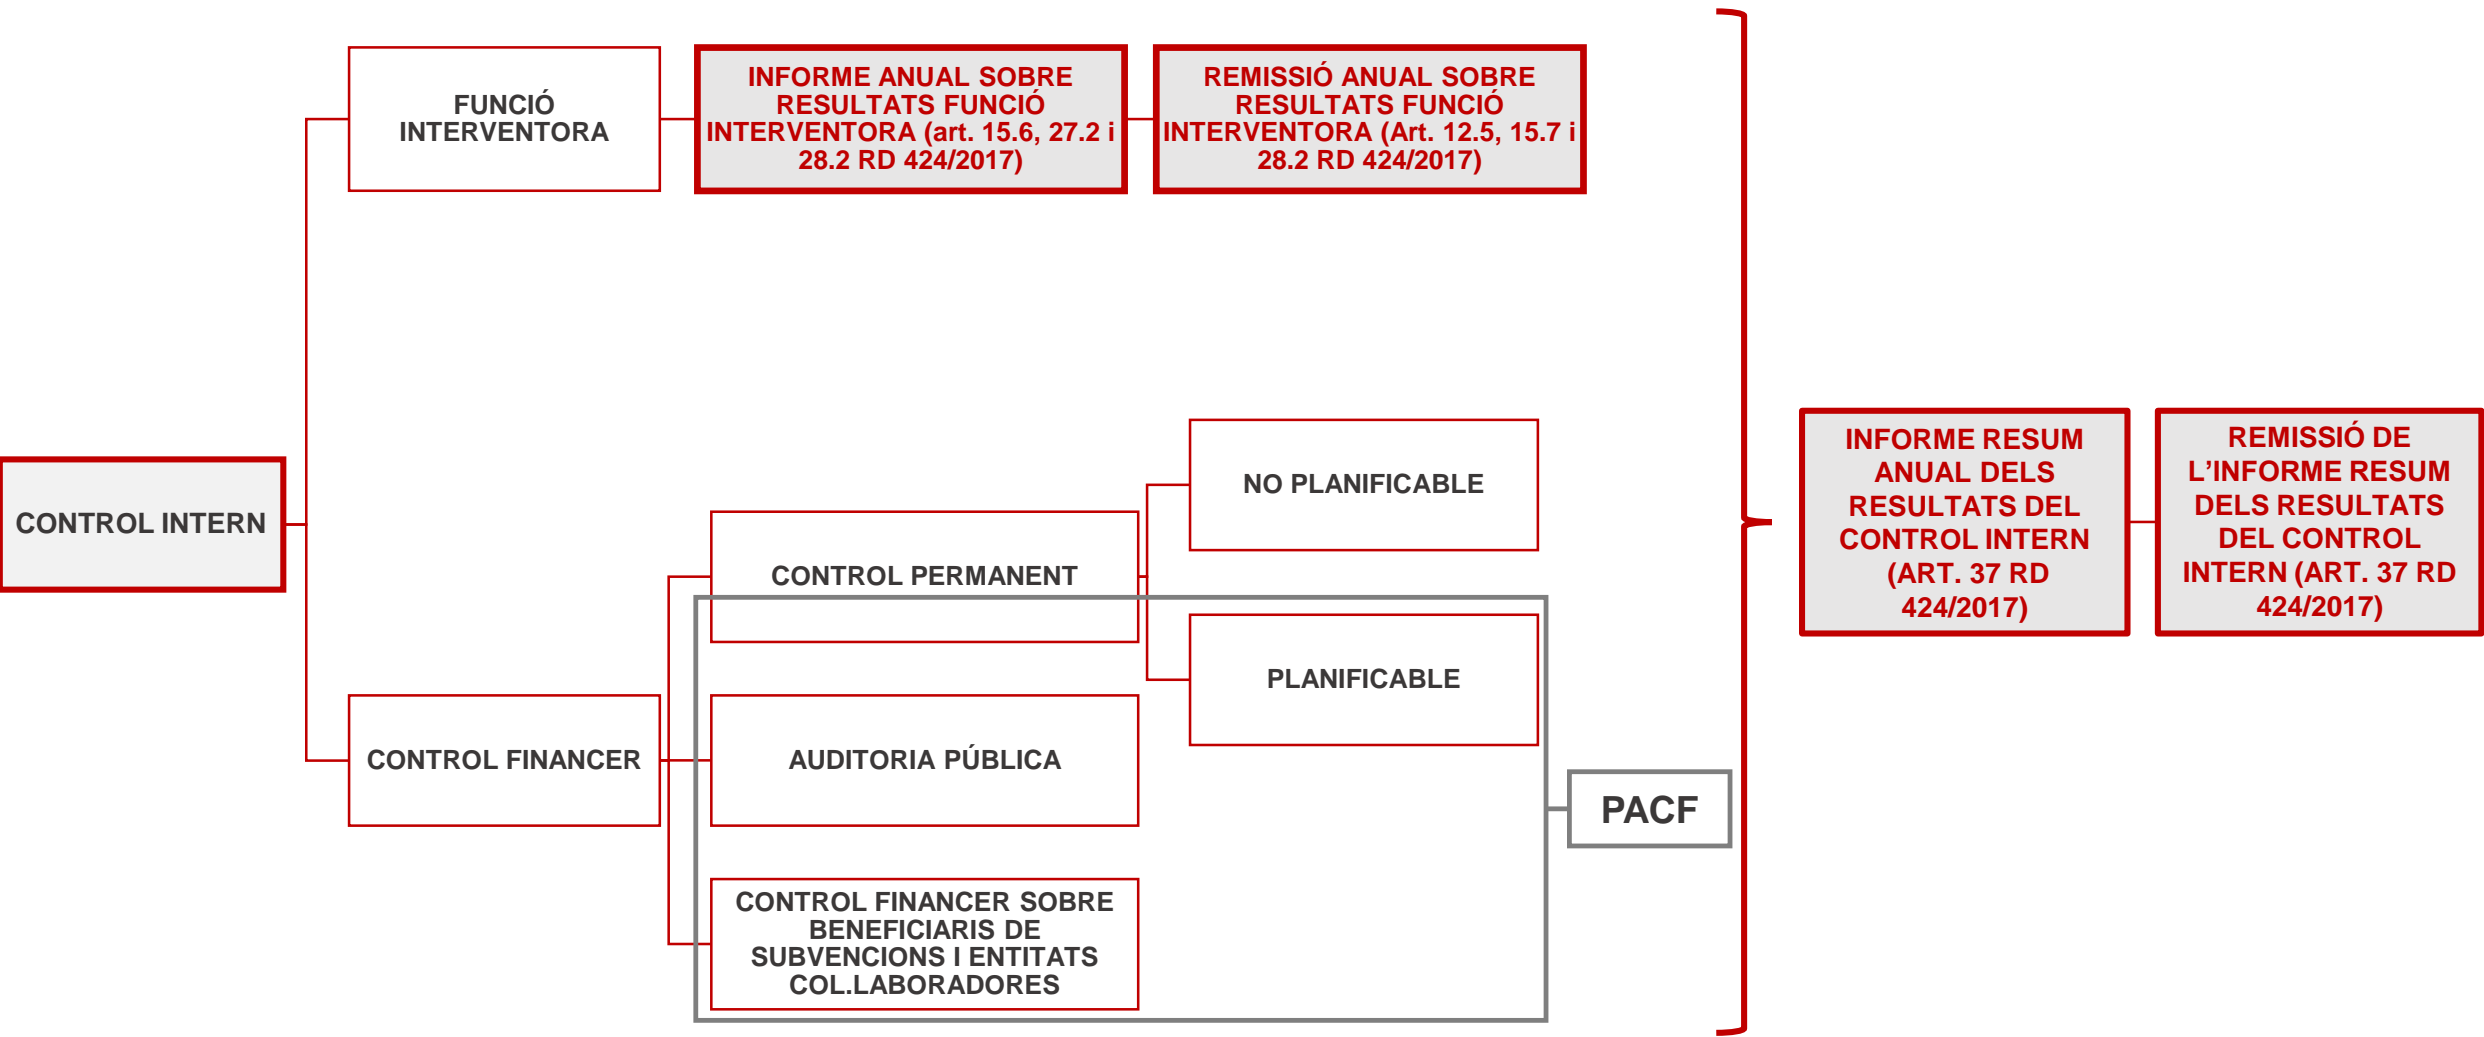 FUNCIÓ
INTERVENTORA
INFORME ANUAL SOBRE
RESULTATS FUNCIÓ
INTERVENTORA (art. 15.6, 27.2 i
28.2 RD 424/2017)
REMISSIÓ ANUAL SOBRE
RESULTATS FUNCIÓ
INTERVENTORA (Art. 12.5, 15.7 i
28.2 RD 424/2017)
CONTROL INTERN
NO PLANIFICABLE
CONTROL PERMANENT
PLANIFICABLE
CONTROL FINANCER
AUDITORIA PÚBLICA
PACF
CONTROL FINANCER SOBRE
BENEFICIARIS DE
SUBVENCIONS I ENTITATS
COL.LABORADORES
INFORME RESUM
ANUAL DELS
RESULTATS DEL
CONTROL INTERN
(ART. 37 RD
424/2017)
REMISSIÓ DE
L’INFORME RESUM
DELS RESULTATS
DEL CONTROL
INTERN (ART. 37 RD
424/2017)